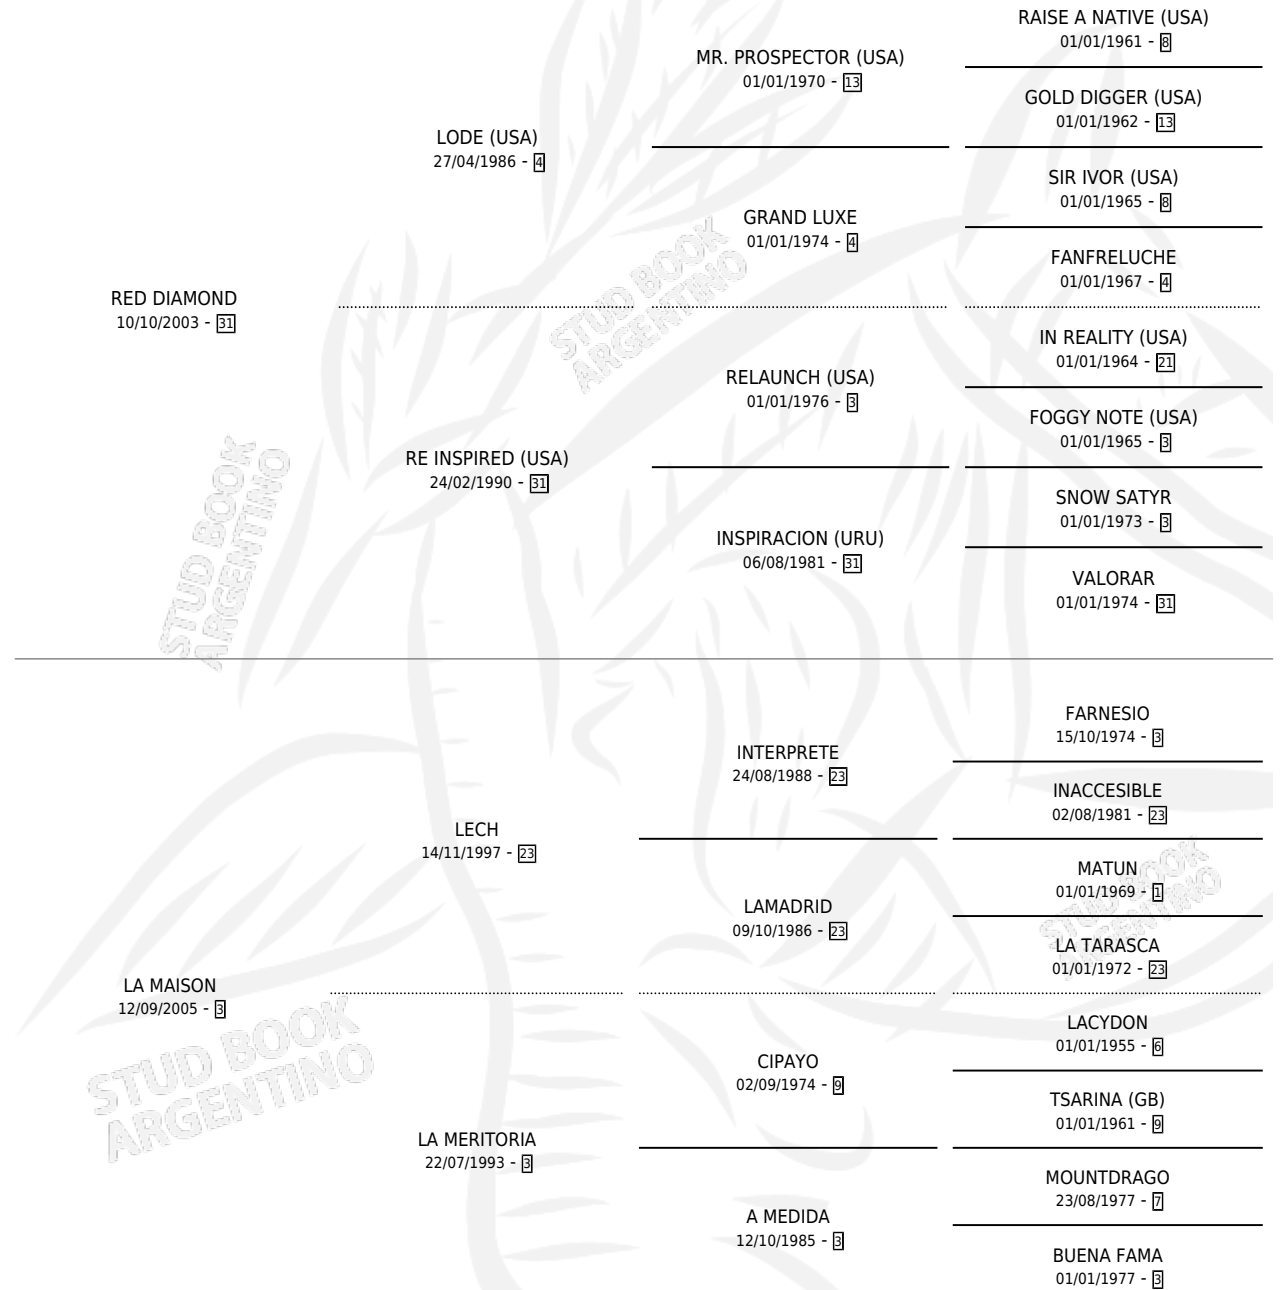 RAISE A NATIVE (USA)
01/01/1961 - 8
MR. PROSPECTOR (USA)
01/01/1970 - 13
GOLD DIGGER (USA)
01/01/1962 - 13
LODE (USA)
27/04/1986 - 4
SIR IVOR (USA)
01/01/1965 - 8
GRAND LUXE
01/01/1974 - 4
FANFRELUCHE
01/01/1967 - 4
RED DIAMOND
10/10/2003 - 31
IN REALITY (USA)
01/01/1964 - 21
RELAUNCH (USA)
01/01/1976 - 3
FOGGY NOTE (USA)
01/01/1965 - 3
RE INSPIRED (USA)
24/02/1990 - 31
SNOW SATYR
01/01/1973 - 3
INSPIRACION (URU)
06/08/1981 - 31
VALORAR
01/01/1974 - 31
FARNESIO
15/10/1974 - 3
INTERPRETE
24/08/1988 - 23
INACCESIBLE
02/08/1981 - 23
LECH
14/11/1997 - 23
MATUN
01/01/1969 - 1
LAMADRID
09/10/1986 - 23
LA TARASCA
01/01/1972 - 23
LA MAISON
12/09/2005 - 3
LACYDON
01/01/1955 - 6
CIPAYO
02/09/1974 - 9
TSARINA (GB)
01/01/1961 - 9
LA MERITORIA
22/07/1993 - 3
MOUNTDRAGO
23/08/1977 - 7
A MEDIDA
12/10/1985 - 3
BUENA FAMA
01/01/1977 - 3
STUD BOOK
ARGENTINO
STUD BOOK
ARGENTINO
STUD BOOK
ARGENTINO
STUD BOOK
ARGENTINO